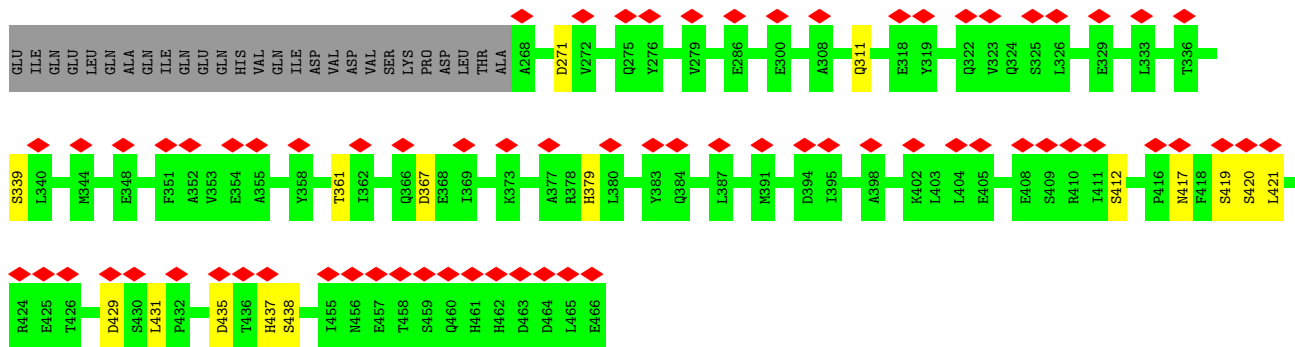 GLU ILE GLN GLU LEU GLN ALA GLN ILE GLN GLU GLN HIS VAL GLN ILE ASP VAL ASP VAL SER LYS PRO ASP LEU THR ALA A268 D271 V272 Q275 Y276 V279 E286 E300 A308 Q311 E318 Y319 Q322 V323 Q324 S325 L326 E329 L333 T336
S339 L340 M344 E348 F351 A352 V353 E354 A355 Y358 T361 I362 Q366 D367 E368 I369 K373 A377 R378 H379 L380 Y383 Q384 L387 M391 D394 I395 A398 K402 L403 L404 E405 E408 S409 R410 I411 S412 P416 N417 F418 S419 S420 L421
R424 E425 T426 D429 S430 L431 P432 D435 T436 H437 S438 I455 N456 E457 T458 S459 Q460 H461 H462 D463 D464 L465 E466